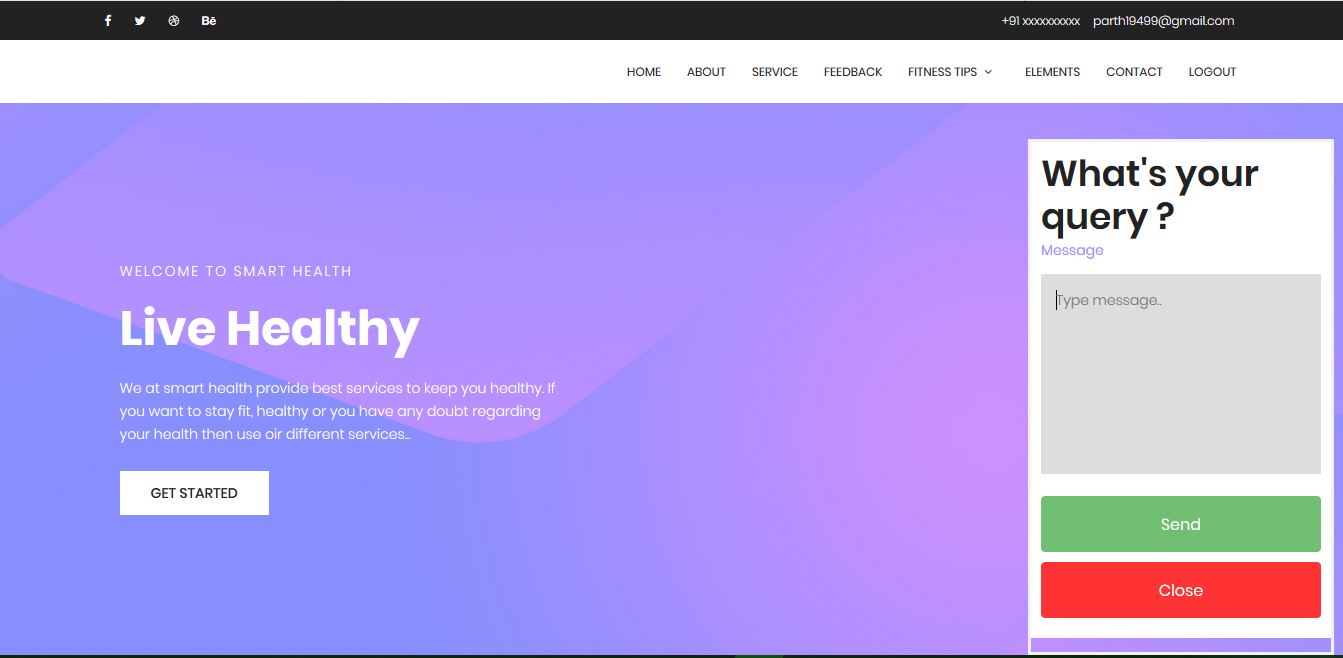 +91 xxxxxxxxxx parth19499@gmail.com
HOME ABOUT SERVICE FEEDBACK FITNESS TIPS ELEMENTS CONTACT LOGOUT
WELCOME TO SMART HEALTH
Live Healthy
We at smart health provide best services to keep you healthy. If
you want to stay fit, healthy or you have any doubt regarding
your health then use oir different services...
GET STARTED
What's your
query ?
Message
Type message..
Send
Close